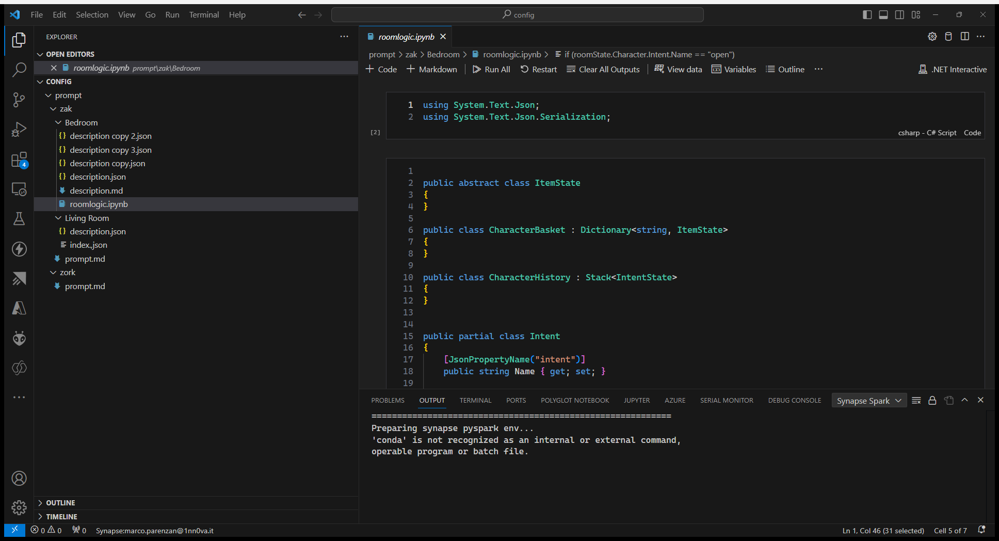 File Edit Selection View Go Run Terminal Help
config
EXPLORER
OPEN EDITORS
roomlogic.ipynb prompt\zak\Bedroom
CONFIG
prompt
zak
Bedroom
{} description copy 2.json
{} description copy 3.json
{} description copy.json
{} description.json
description.md
roomlogic.ipynb
Living Room
{} description.json
index.,json
prompt.md
zork
prompt.md
OUTLINE
TIMELINE
4
roomlogic.ipynb
prompt > zak > Bedroom > roomlogic.ipynb > if (roomState.Character.Intent.Name == "open")
+ Code + Markdown Run All Restart Clear All Outputs View data Variables Outline ... .NET Interactive
1 using System.Text.Json;
2 using System.Text.Json.Serialization;
[2] csharp - C# Script Code
1
2 public abstract class ItemState
3 {
4 }
5
6 public class CharacterBasket : Dictionary<string, ItemState>
7 {
8 }
9
10 public class CharacterHistory : Stack<IntentState>
11 {
12 }
13
14
15 public partial class Intent
16 {
17 [JsonPropertyName("intent")]
18 public string Name { get; set; }
19
PROBLEMS OUTPUT TERMINAL PORTS POLYGLOT NOTEBOOK JUPYTER AZURE SERIAL MONITOR DEBUG CONSOLE Synapse Spark
===========================================================
Preparing synapse pyspark env...
'conda' is not recognized as an internal or external command,
operable program or batch file.
0 0 0 Synapse:marco.parenzan@1nn0va.it Ln 1, Col 46 (31 selected) Cell 5 of 7